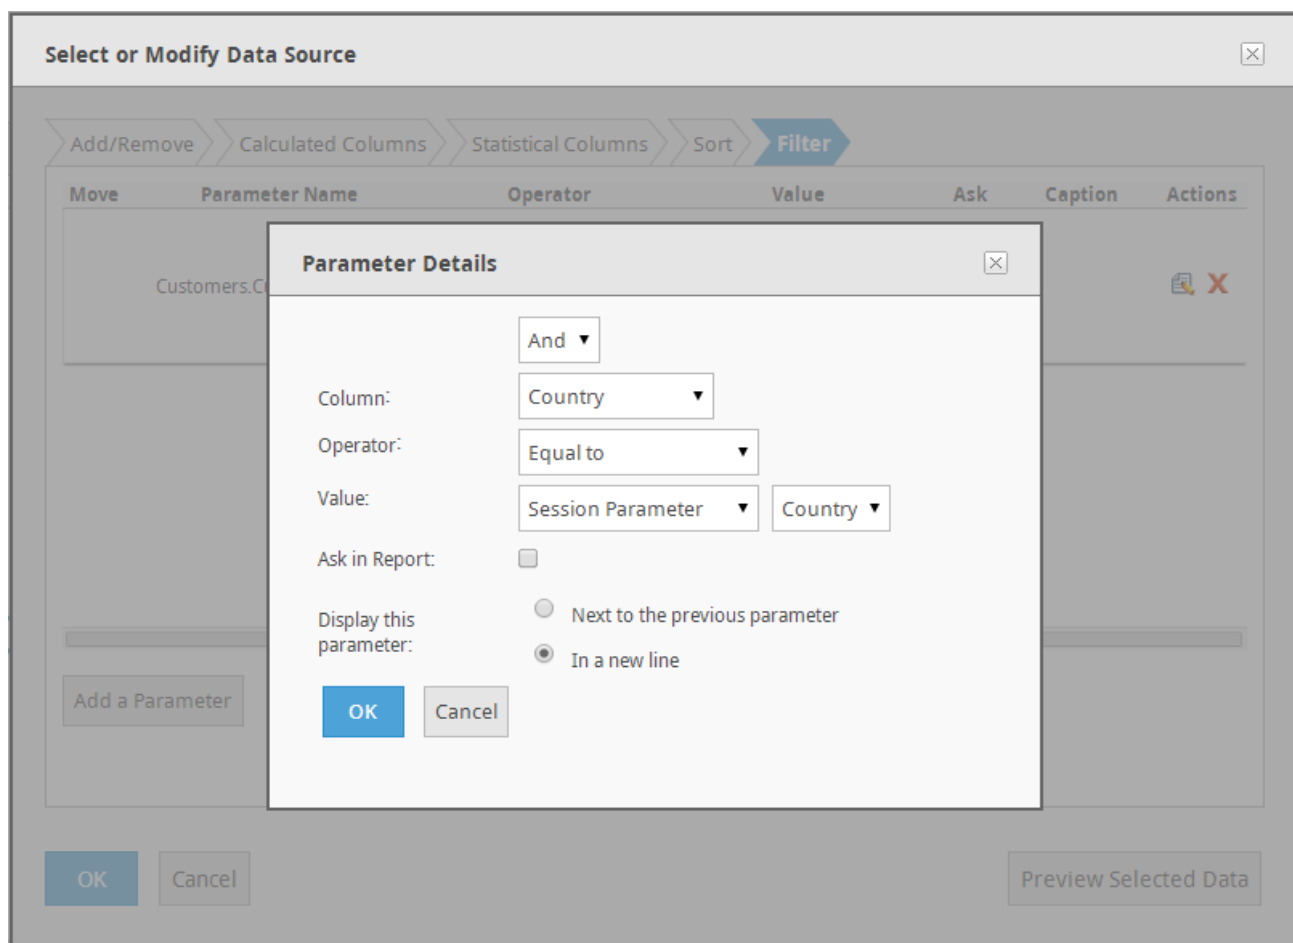 Select or Modify Data Source
Add/Remove Calculated Columns Statistical Columns Sort Filter
Move Parameter Name Operator Value Ask Caption Actions
Parameter Details
And
Column: Country
Operator: Equal to
Value: Session Parameter Country
Ask in Report:
Display this
parameter:
Next to the previous parameter
In a new line
OK Cancel
Add a Parameter
OK Cancel Preview Selected Data